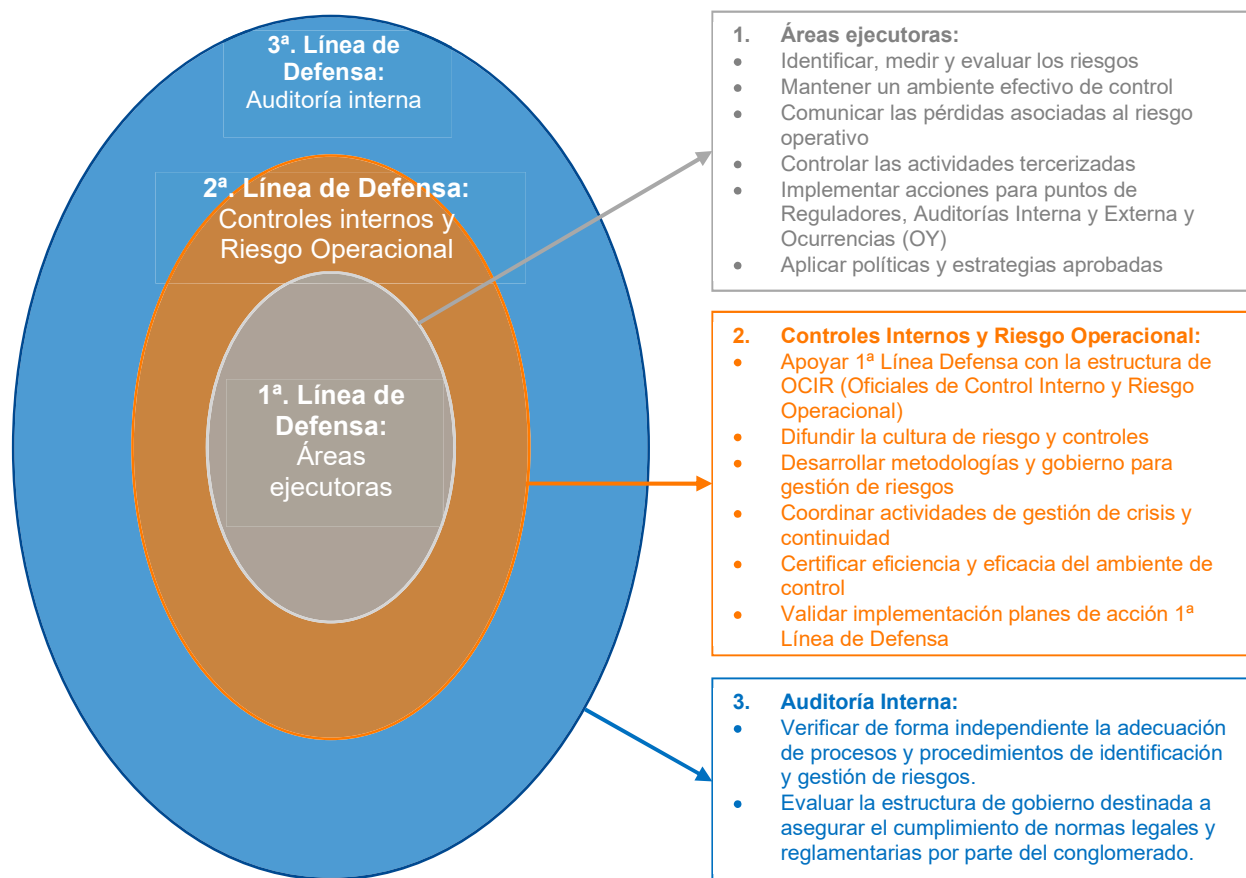 3ª. Línea de
Defensa:
Auditoría interna
2ª. Línea de Defensa:
Controles internos y
Riesgo Operacional
1ª. Línea de
Defensa:
Áreas
ejecutoras
1. Áreas ejecutoras:
• Identificar, medir y evaluar los riesgos
• Mantener un ambiente efectivo de control
• Comunicar las pérdidas asociadas al riesgo
operativo
• Controlar las actividades tercerizadas
• Implementar acciones para puntos de
Reguladores, Auditorías Interna y Externa y
Ocurrencias (OY)
• Aplicar políticas y estrategias aprobadas
2. Controles Internos y Riesgo Operacional:
• Apoyar 1ª Línea Defensa con la estructura de
OCIR (Oficiales de Control Interno y Riesgo
Operacional)
• Difundir la cultura de riesgo y controles
• Desarrollar metodologías y gobierno para
gestión de riesgos
• Coordinar actividades de gestión de crisis y
continuidad
• Certificar eficiencia y eficacia del ambiente de
control
• Validar implementación planes de acción 1ª
Línea de Defensa
3. Auditoría Interna:
• Verificar de forma independiente la adecuación
de procesos y procedimientos de identificación
y gestión de riesgos.
• Evaluar la estructura de gobierno destinada a
asegurar el cumplimiento de normas legales y
reglamentarias por parte del conglomerado.